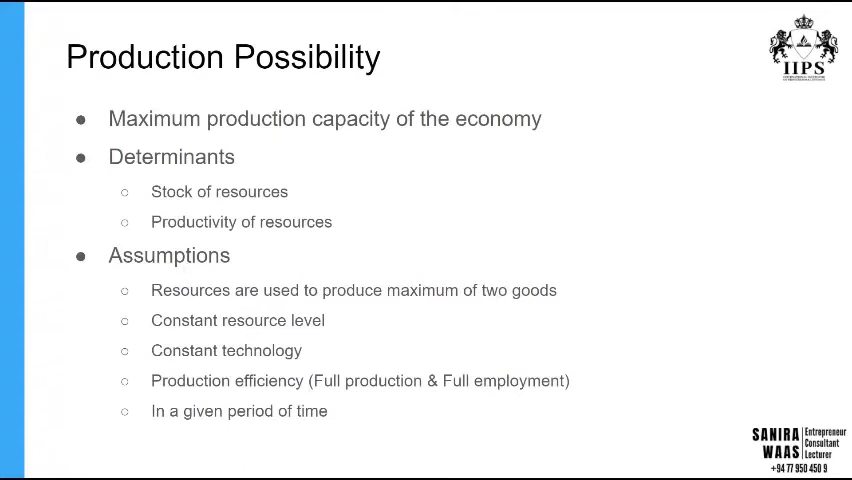 Production Possibility
IIPS
● Maximum production capacity of the economy
● Determinants
○ Stock of resources
○ Productivity of resources
● Assumptions
○ Resources are used to produce maximum of two goods
○ Constant resource level
○ Constant technology
○ Production efficiency (Full production & Full employment)
○ In a given period of time
SANIRA WAAS
Entrepreneur
Consultant
Lecturer
+94 77 950 450 9